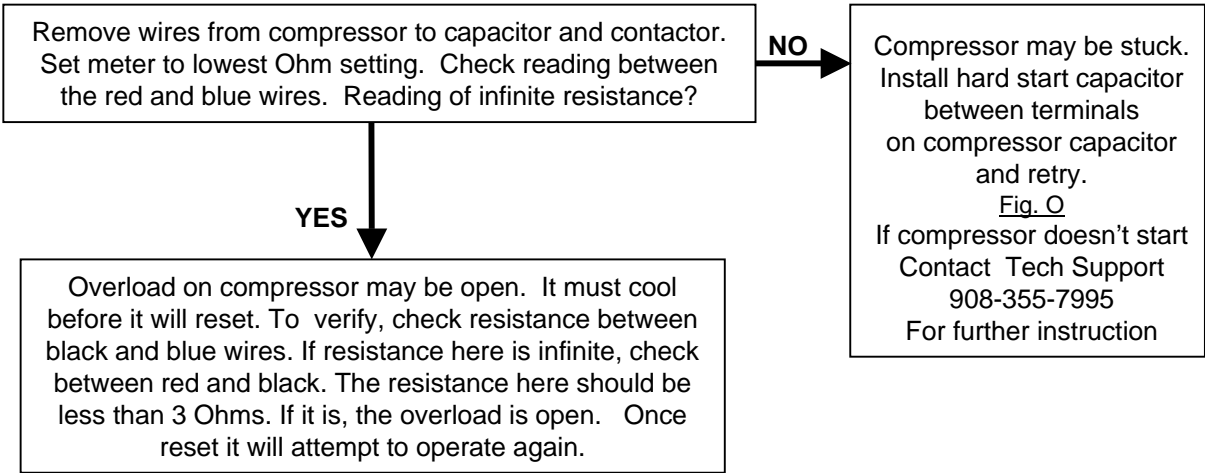 Remove wires from compressor to capacitor and contactor.
Set meter to lowest Ohm setting. Check reading between
the red and blue wires. Reading of infinite resistance?
NO
Compressor may be stuck.
Install hard start capacitor
between terminals
on compressor capacitor
and retry.
Fig. O
If compressor doesn't start
Contact Tech Support
908-355-7995
For further instruction
YES
Overload on compressor may be open. It must cool
before it will reset. To verify, check resistance between
black and blue wires. If resistance here is infinite, check
between red and black. The resistance here should be
less than 3 Ohms. If it is, the overload is open. Once
reset it will attempt to operate again.